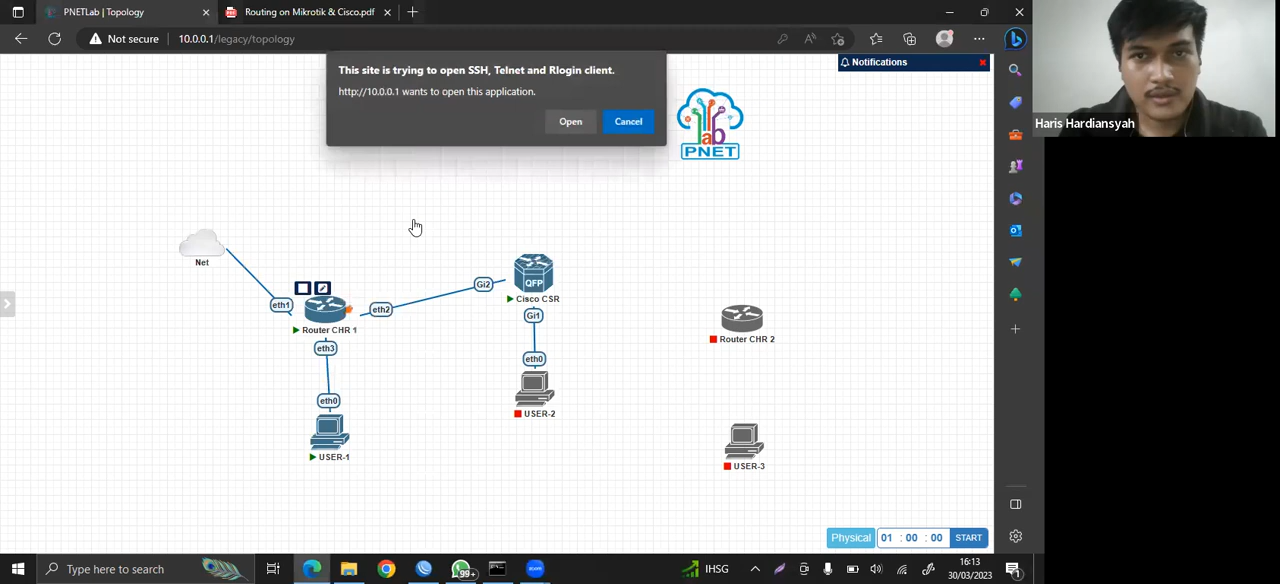 PNETLab | Topology
Routing on Mikrotik & Cisco.pdf
Not secure
10.0.0.1/legacy/topology
This site is trying to open SSH, Telnet and Rlogin client.
http://10.0.0.1 wants to open this application.
Open
Cancel
Notifications
Haris Hardiansyah
lab
PNET
Net
eth1
eth2
Gi2
QFP
Cisco CSR
Router CHR 1
Gi1
eth3
Router CHR 2
eth0
eth0
USER-2
USER-1
USER-3
Physical
01 : 00 : 00
START
Type here to search
99+
zoom
IHSG
16:13
30/03/2023
1